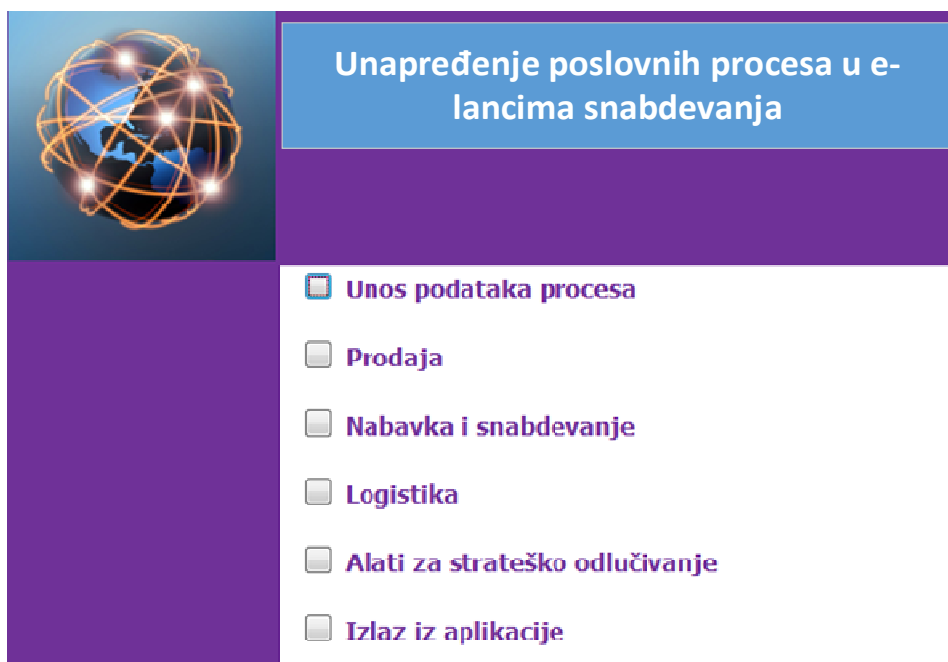 Unapređenje poslovnih procesa u e-
lancima snabdevanja
Unos podataka procesa
Prodaja
Nabavka i snabdevanje
Logistika
Alati za strateško odlučivanje
Izlaz iz aplikacije